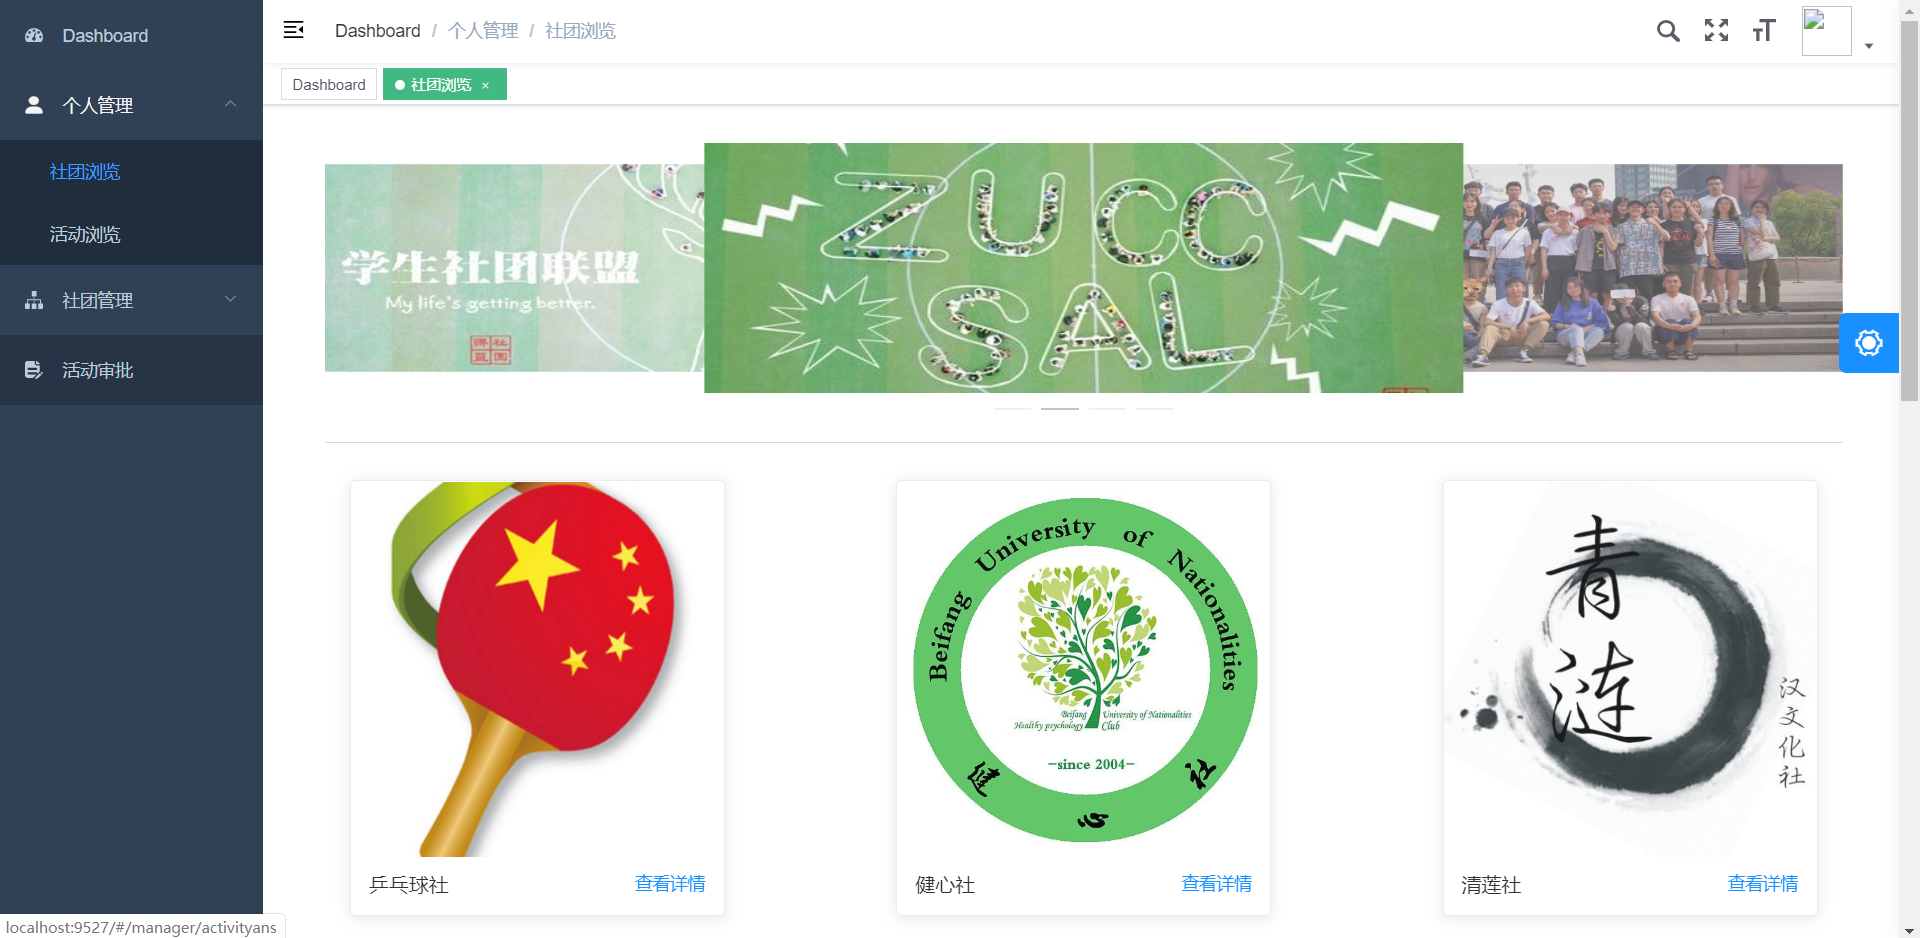 Dashboard
个人管理
社团浏览
活动浏览
社团管理
活动审批
Dashboard / 个人管理 / 社团浏览
Dashboard
社团浏览 ×
学生社团联盟
My life's getting better.
ZUCC
SAL
Beifang University of Nationalities
Beifang University of Nationalities
Healthy psychology Club
-since 2004-
健心社
青涟
汉文化社
乒乓球社 查看详情
健心社 查看详情
清莲社 查看详情
localhost:9527/#/manager/activityans